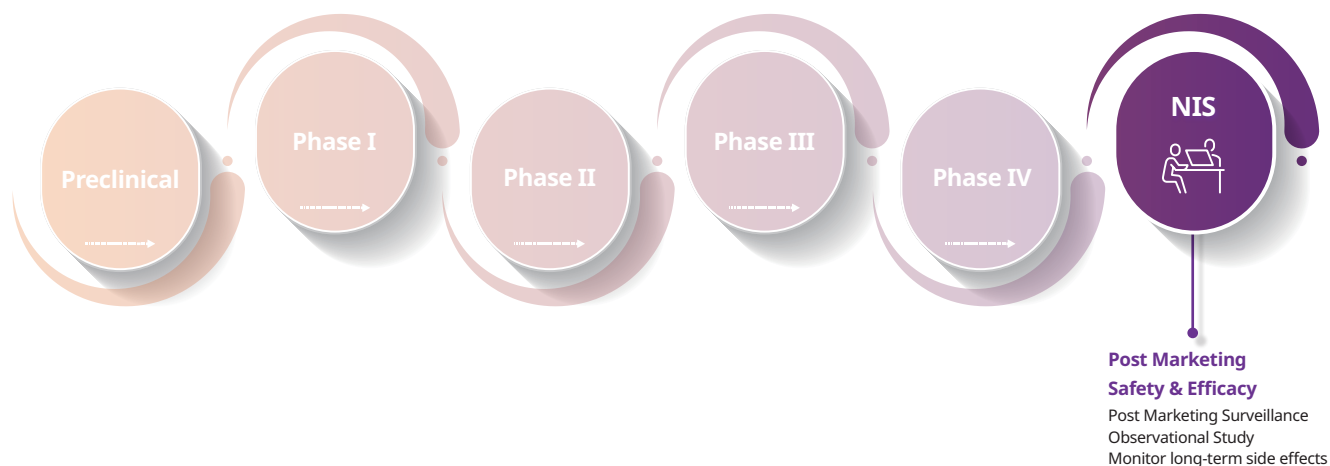 Preclinical
Phase I
Phase II
Phase III
Phase IV
NIS
Post Marketing
Safety & Efficacy
Post Marketing Surveillance
Observational Study
Monitor long-term side effects